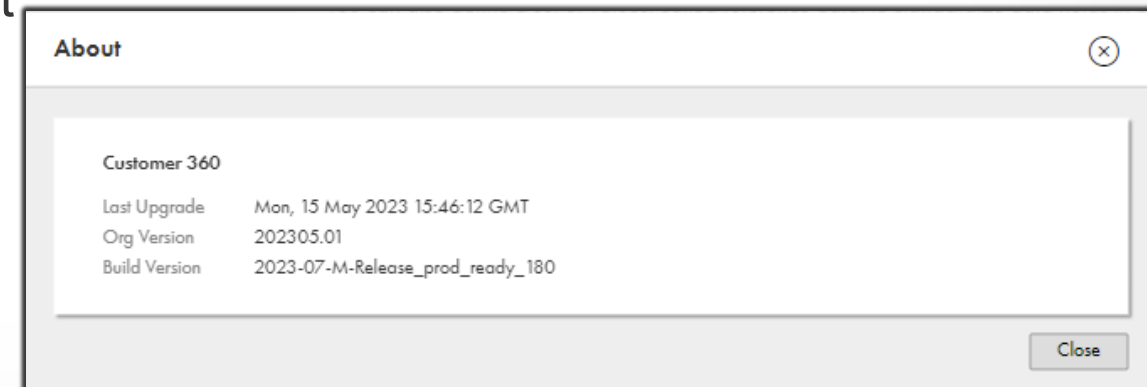 About
Customer 360
Last Upgrade Mon, 15 May 2023 15:46:12 GMT
Org Version 202305.01
Build Version 2023-07-M-Release_prod_ready_180
Close